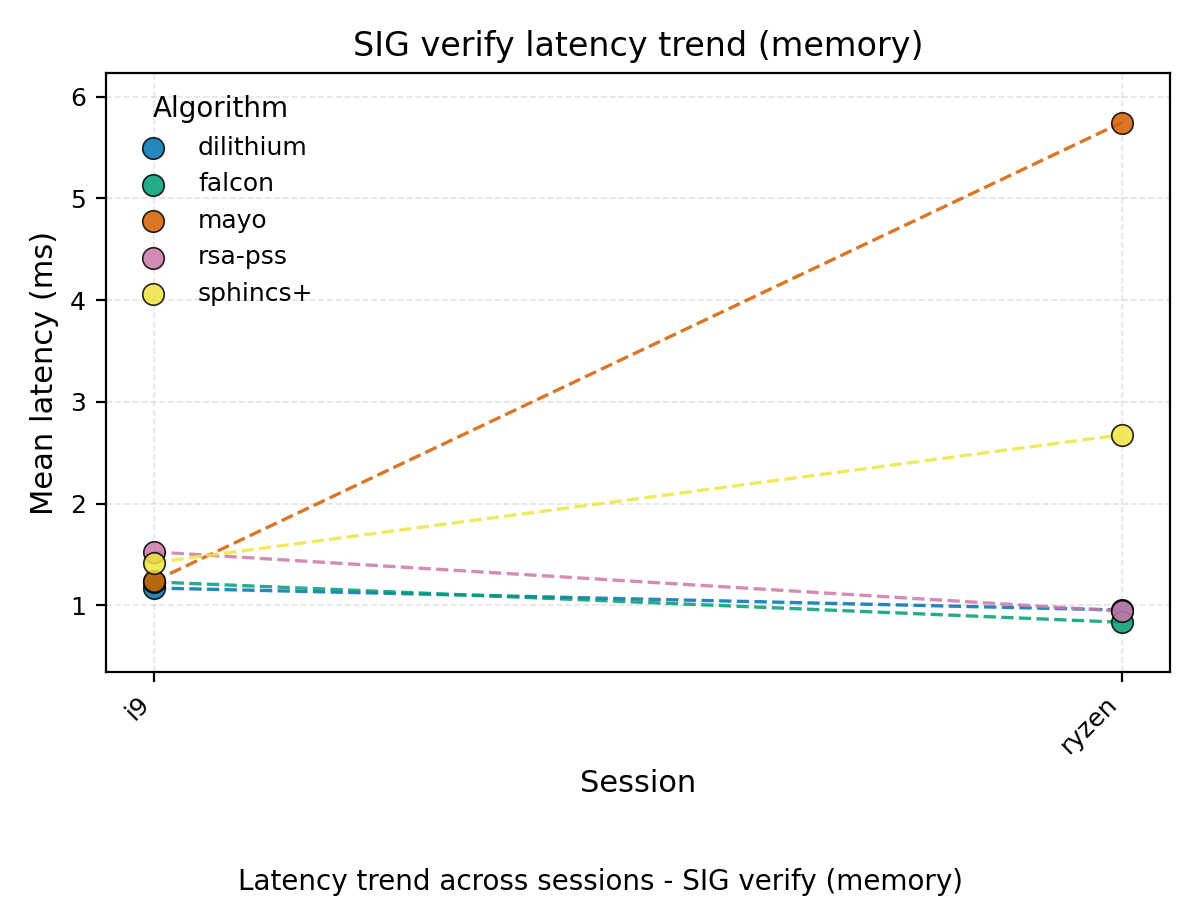 SIG verify latency trend (memory)
6
5
4
3
2
1
Mean latency (ms)
Algorithm
dilithium
falcon
mayo
rsa-pss
sphincs+
i9
ryzen
Session
Latency trend across sessions - SIG verify (memory)